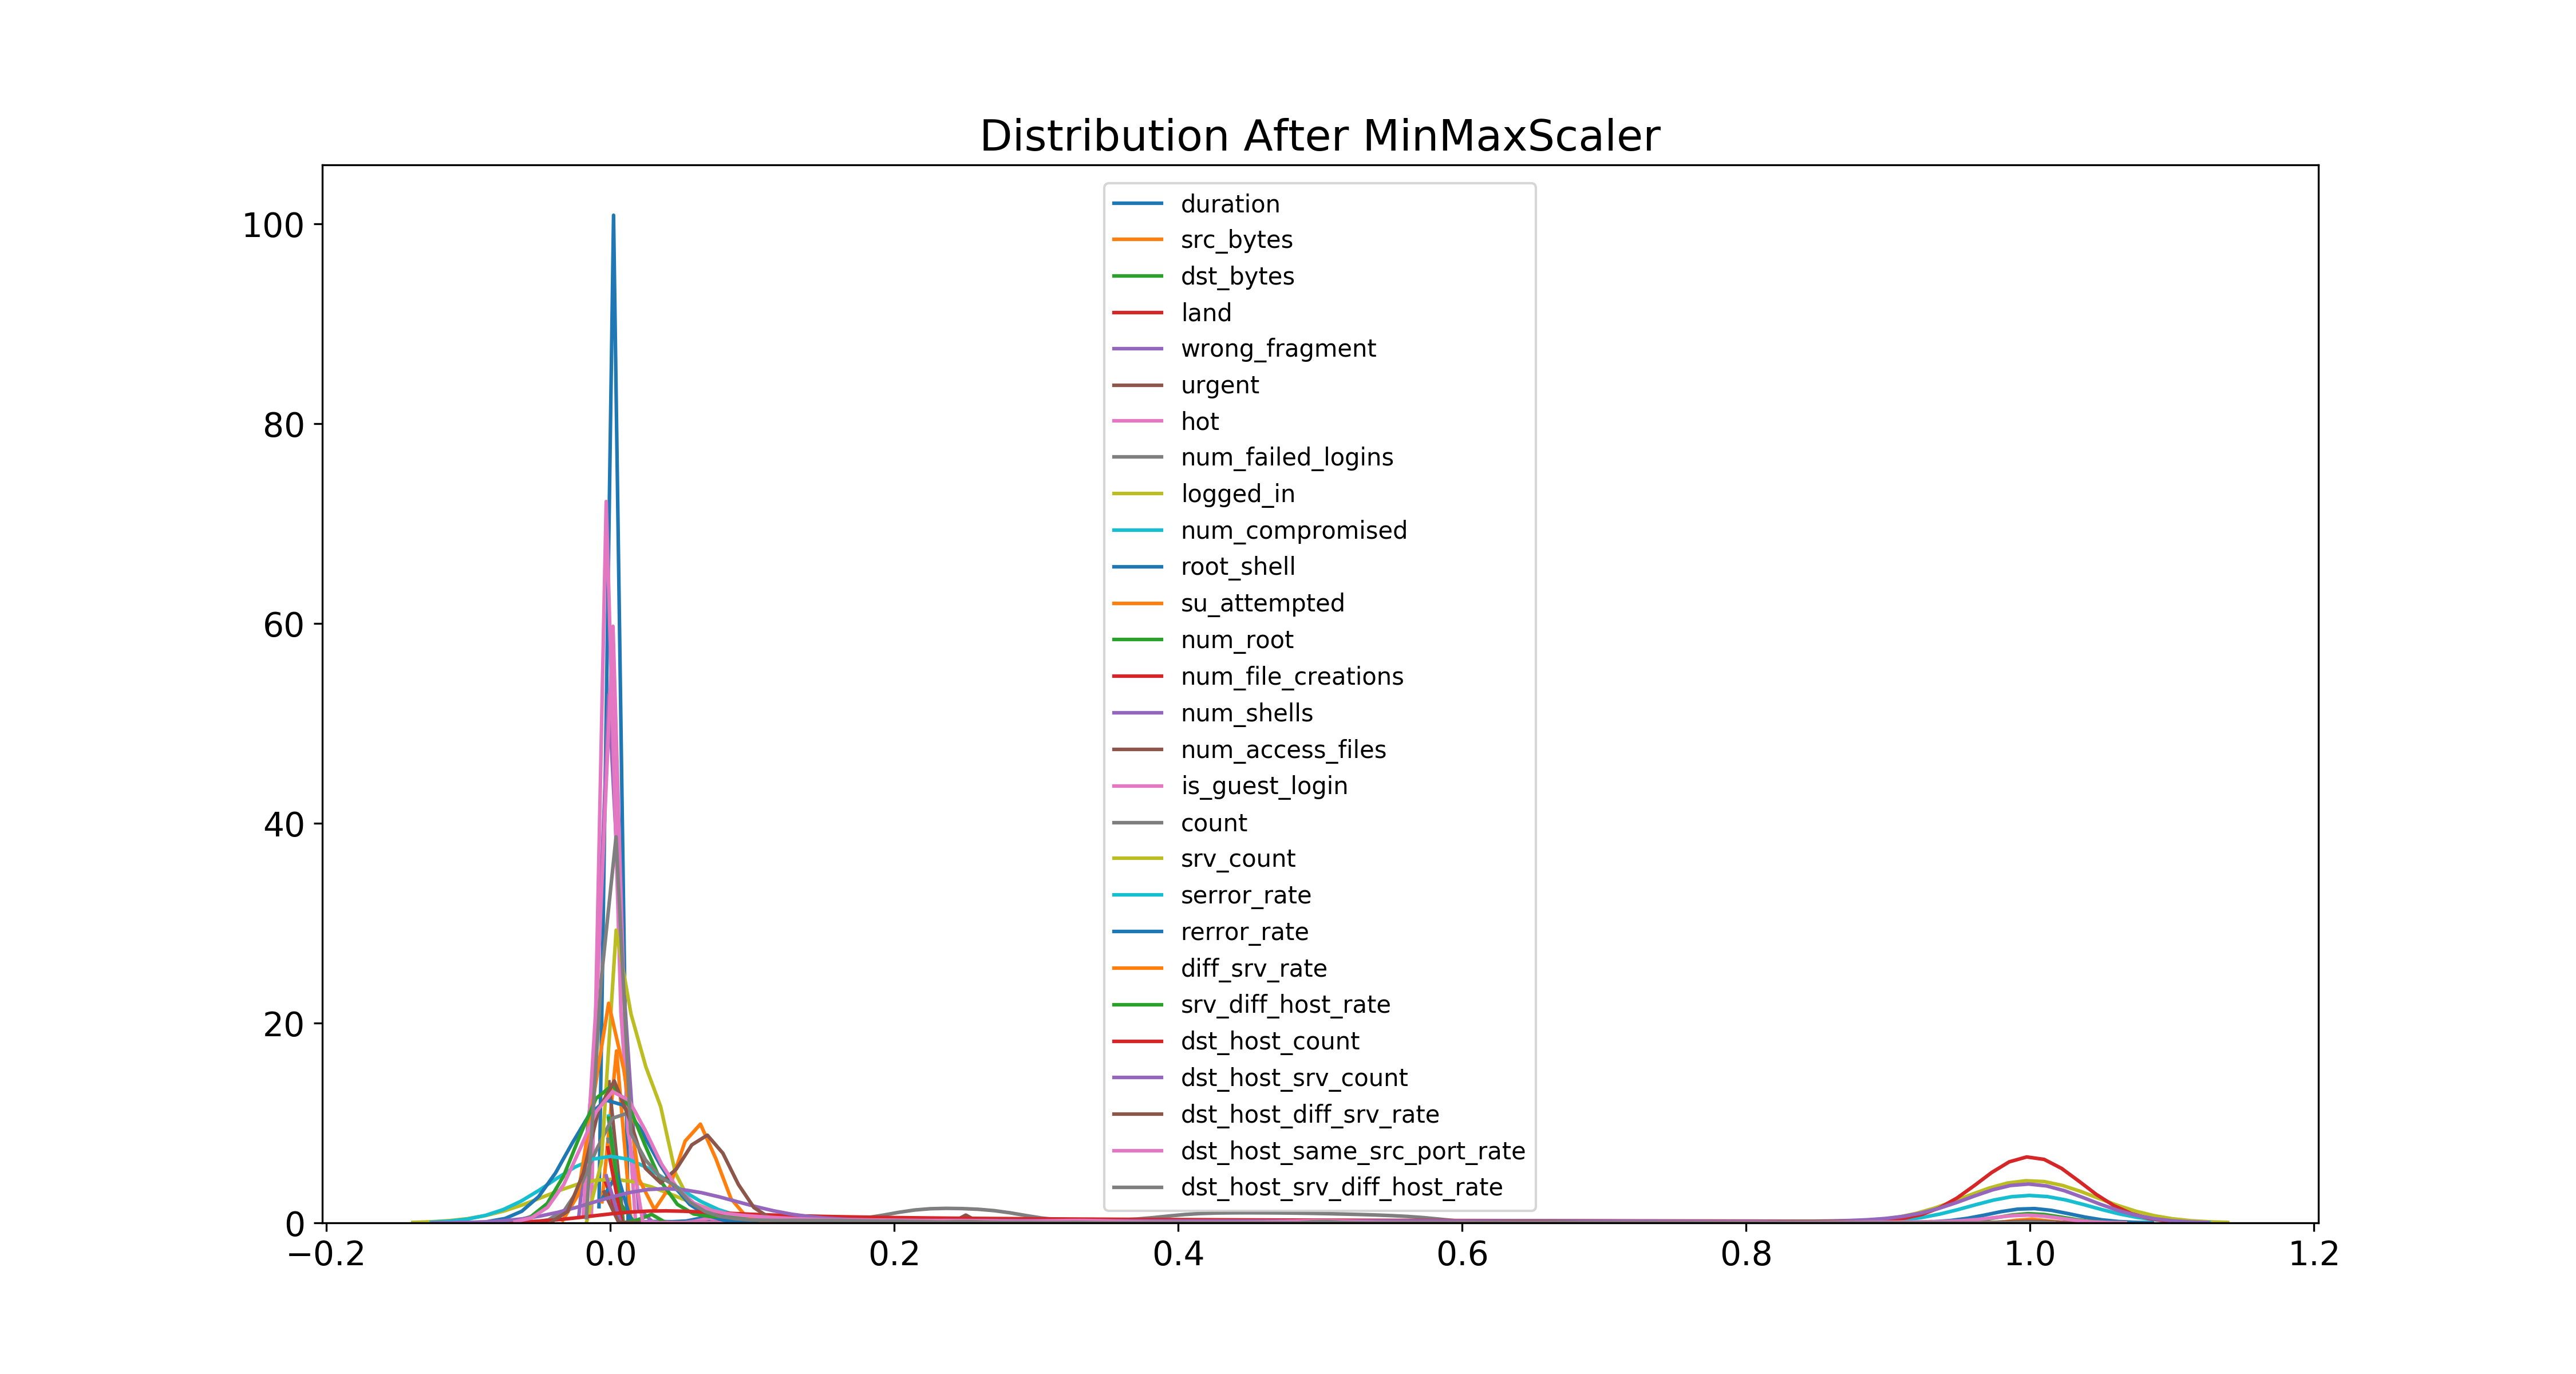 Distribution After MinMaxScaler
100
80
60
40
20
0
duration
src_bytes
dst_bytes
land
wrong_fragment
urgent
hot
num_failed_logins
logged_in
num_compromised
root_shell
su_attempted
num_root
num_file_creations
num_shells
num_access_files
is_guest_login
count
srv_count
serror_rate
rerror_rate
diff_srv_rate
srv_diff_host_rate
dst_host_count
dst_host_srv_count
dst_host_diff_srv_rate
dst_host_same_src_port_rate
dst_host_srv_diff_host_rate
−0.2 0.0 0.2 0.4 0.6 0.8 1.0 1.2